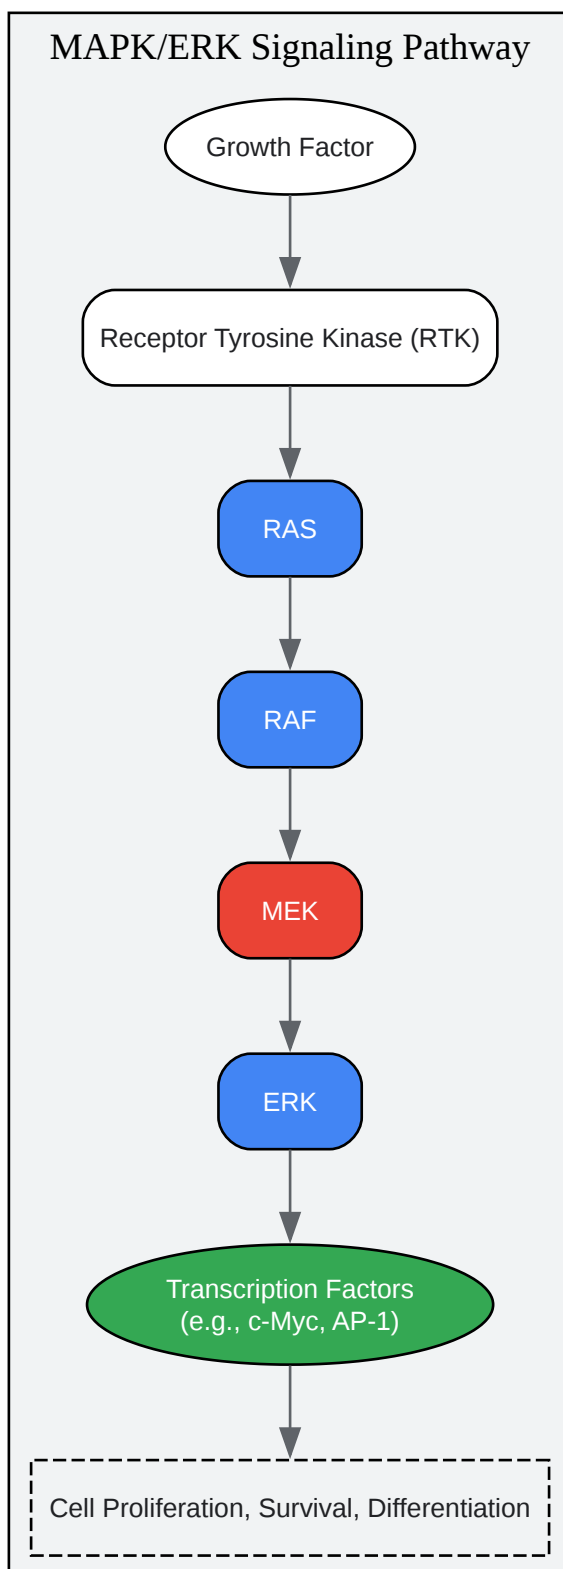 MAPK/ERK Signaling Pathway
Growth Factor
Receptor Tyrosine Kinase (RTK)
RAS
RAF
MEK
ERK
Transcription Factors
(e.g., c-Myc, AP-1)
Cell Proliferation, Survival, Differentiation